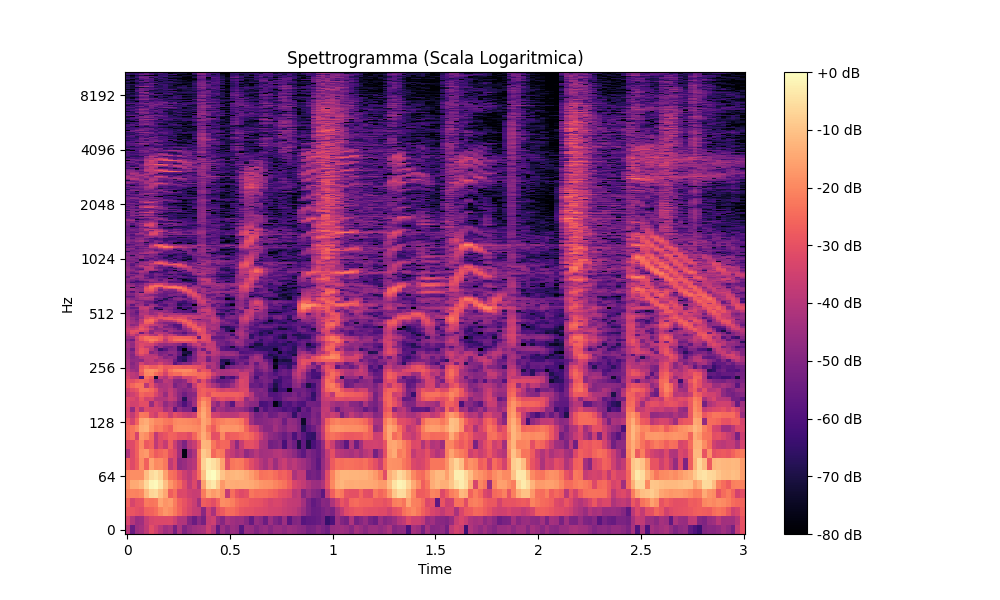 Spettrogramma (Scala Logaritmica)
Hz
8192
4096
2048
1024
512
256
128
64
0
0 0.5 1 1.5 2 2.5 3
Time
+0 dB
-10 dB
-20 dB
-30 dB
-40 dB
-50 dB
-60 dB
-70 dB
-80 dB